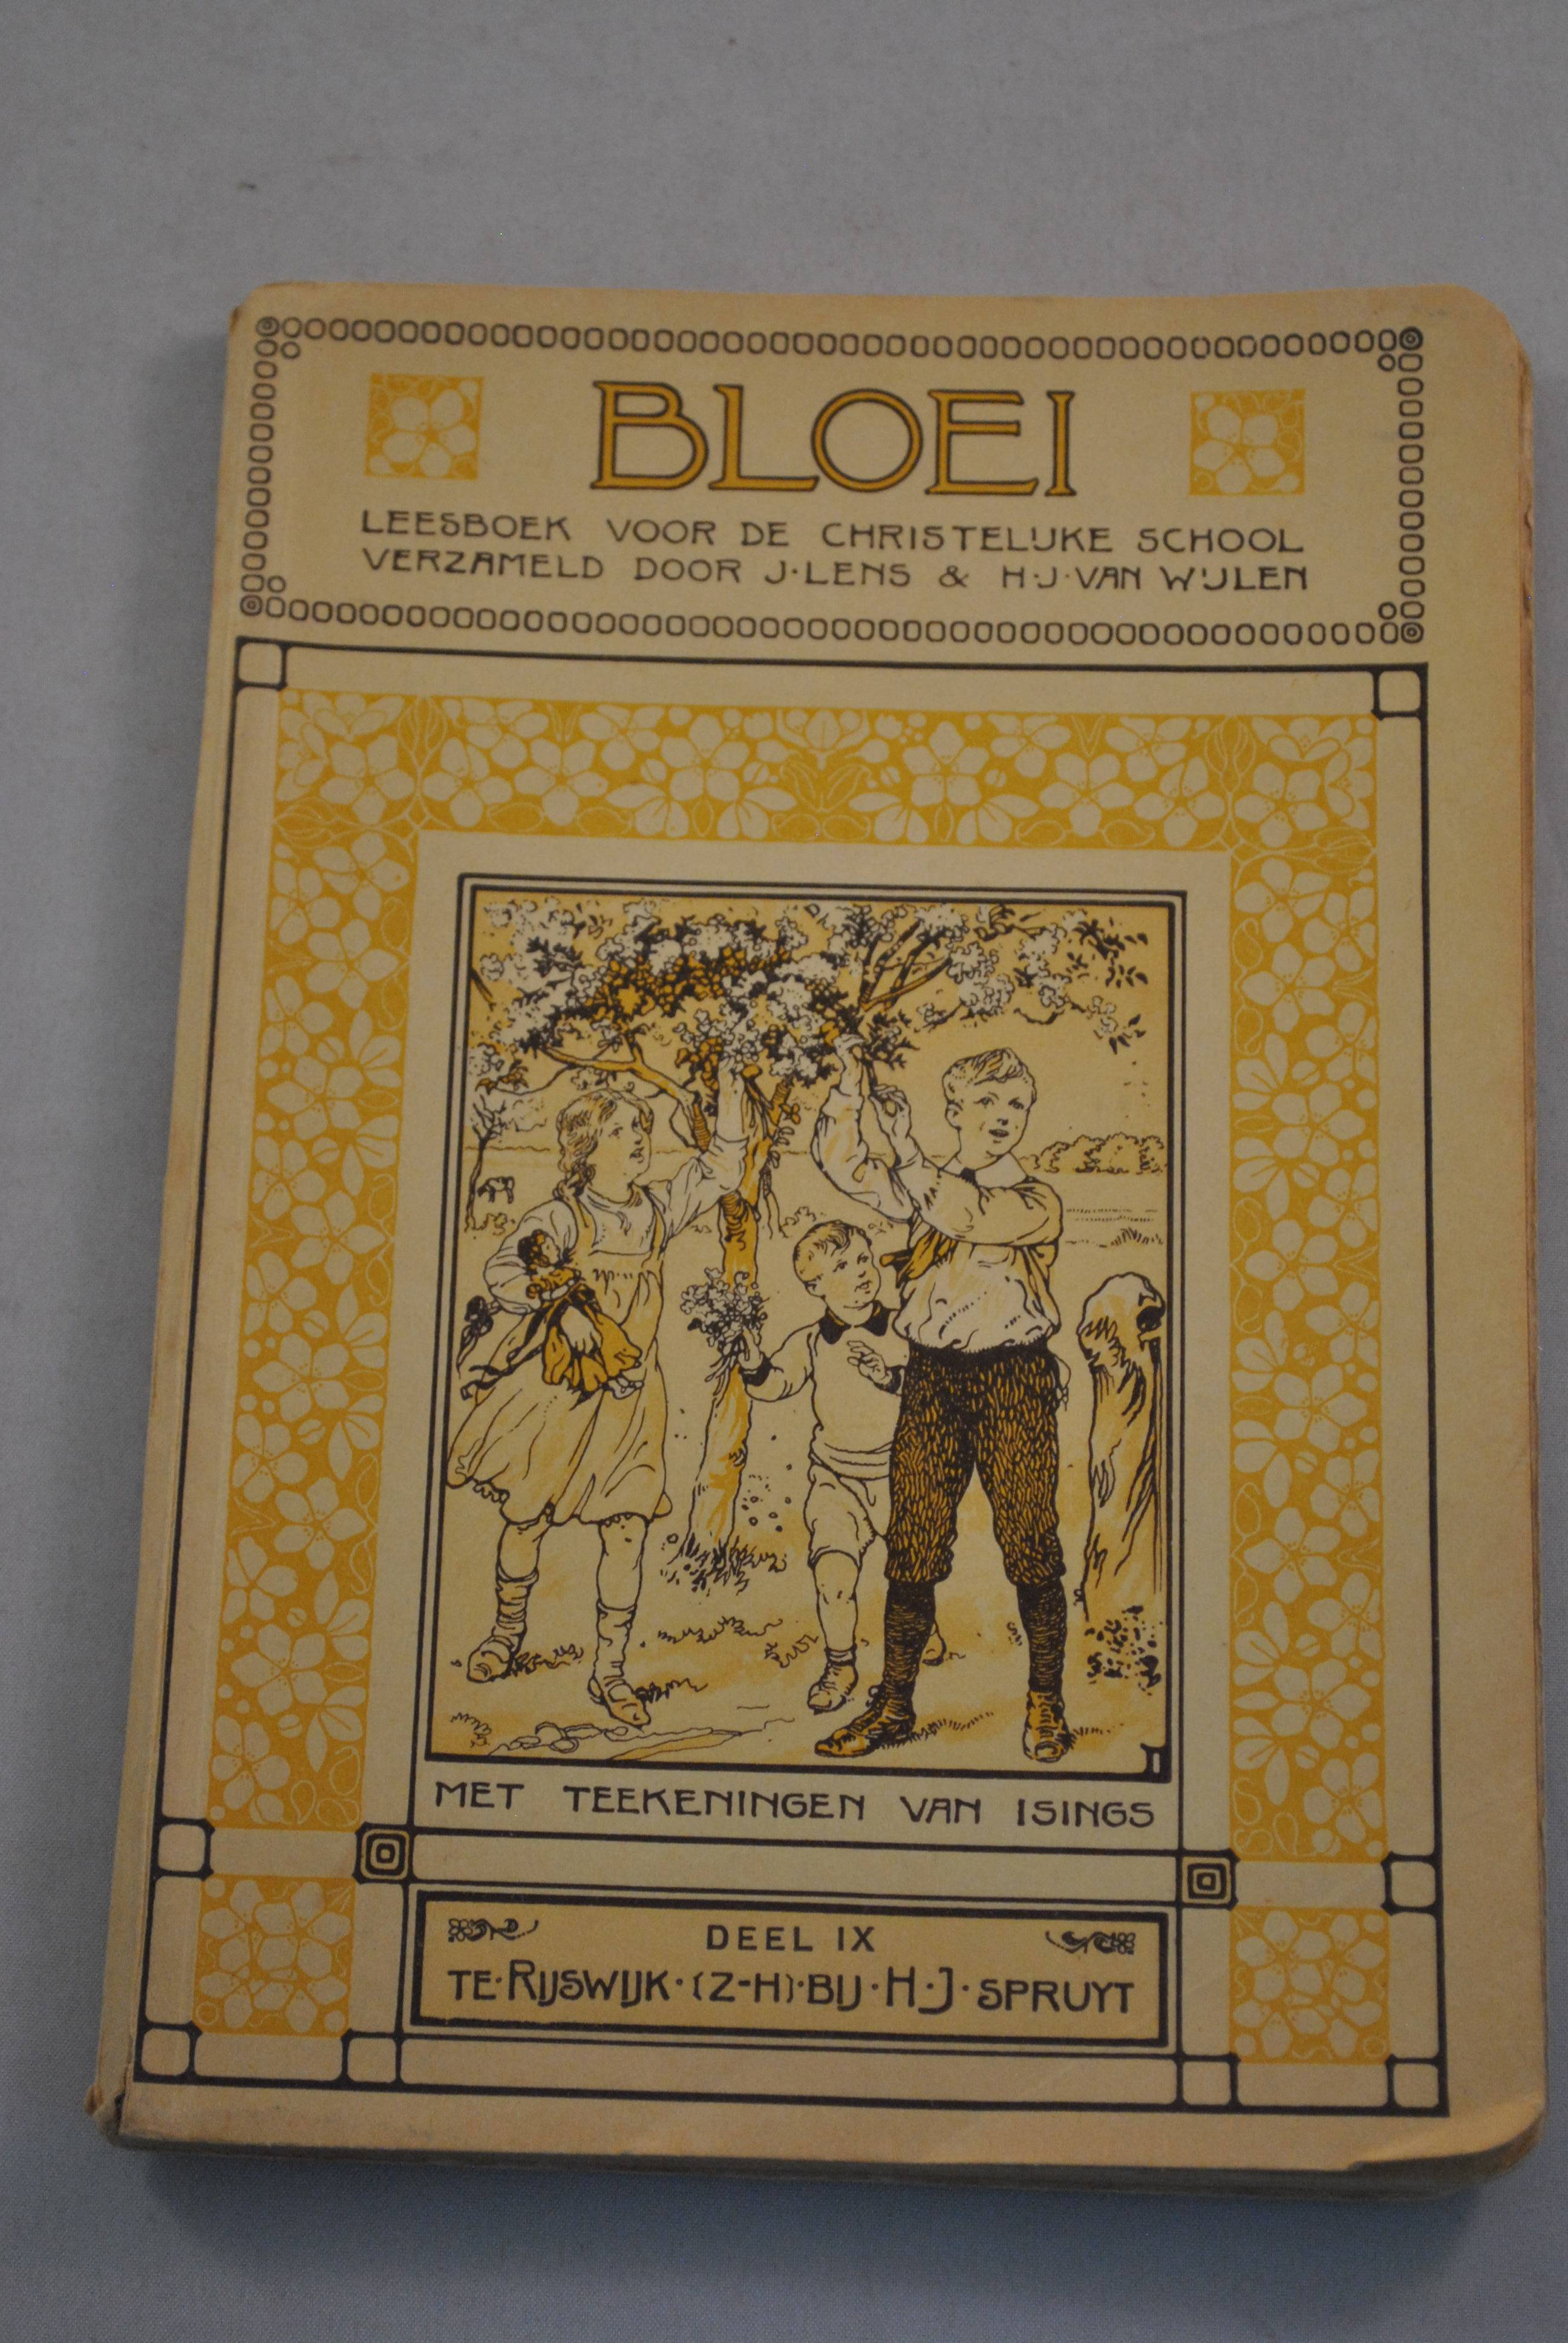 BLOEI
LEESBOEK VOOR DE CHRISTELIJKE SCHOOL
VERZAMELD DOOR J·LENS & H·J·VAN WIJLEN
MET TEEKENINGEN VAN ISINGS
DEEL IX
TE·RIJSWIJK·(Z-H)·BIJ·H·J·SPRUYT